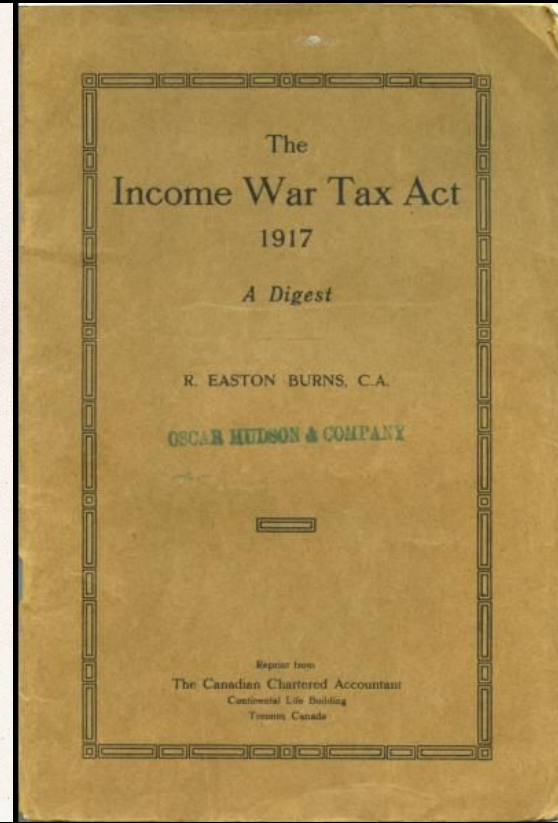 The
Income War Tax Act
1917
A Digest
R. EASTON BURNS, C.A.
OSCAR HUDSON & COMPANY
Reprint from
The Canadian Chartered Accountant
Continental Life Building
Toronto, Canada